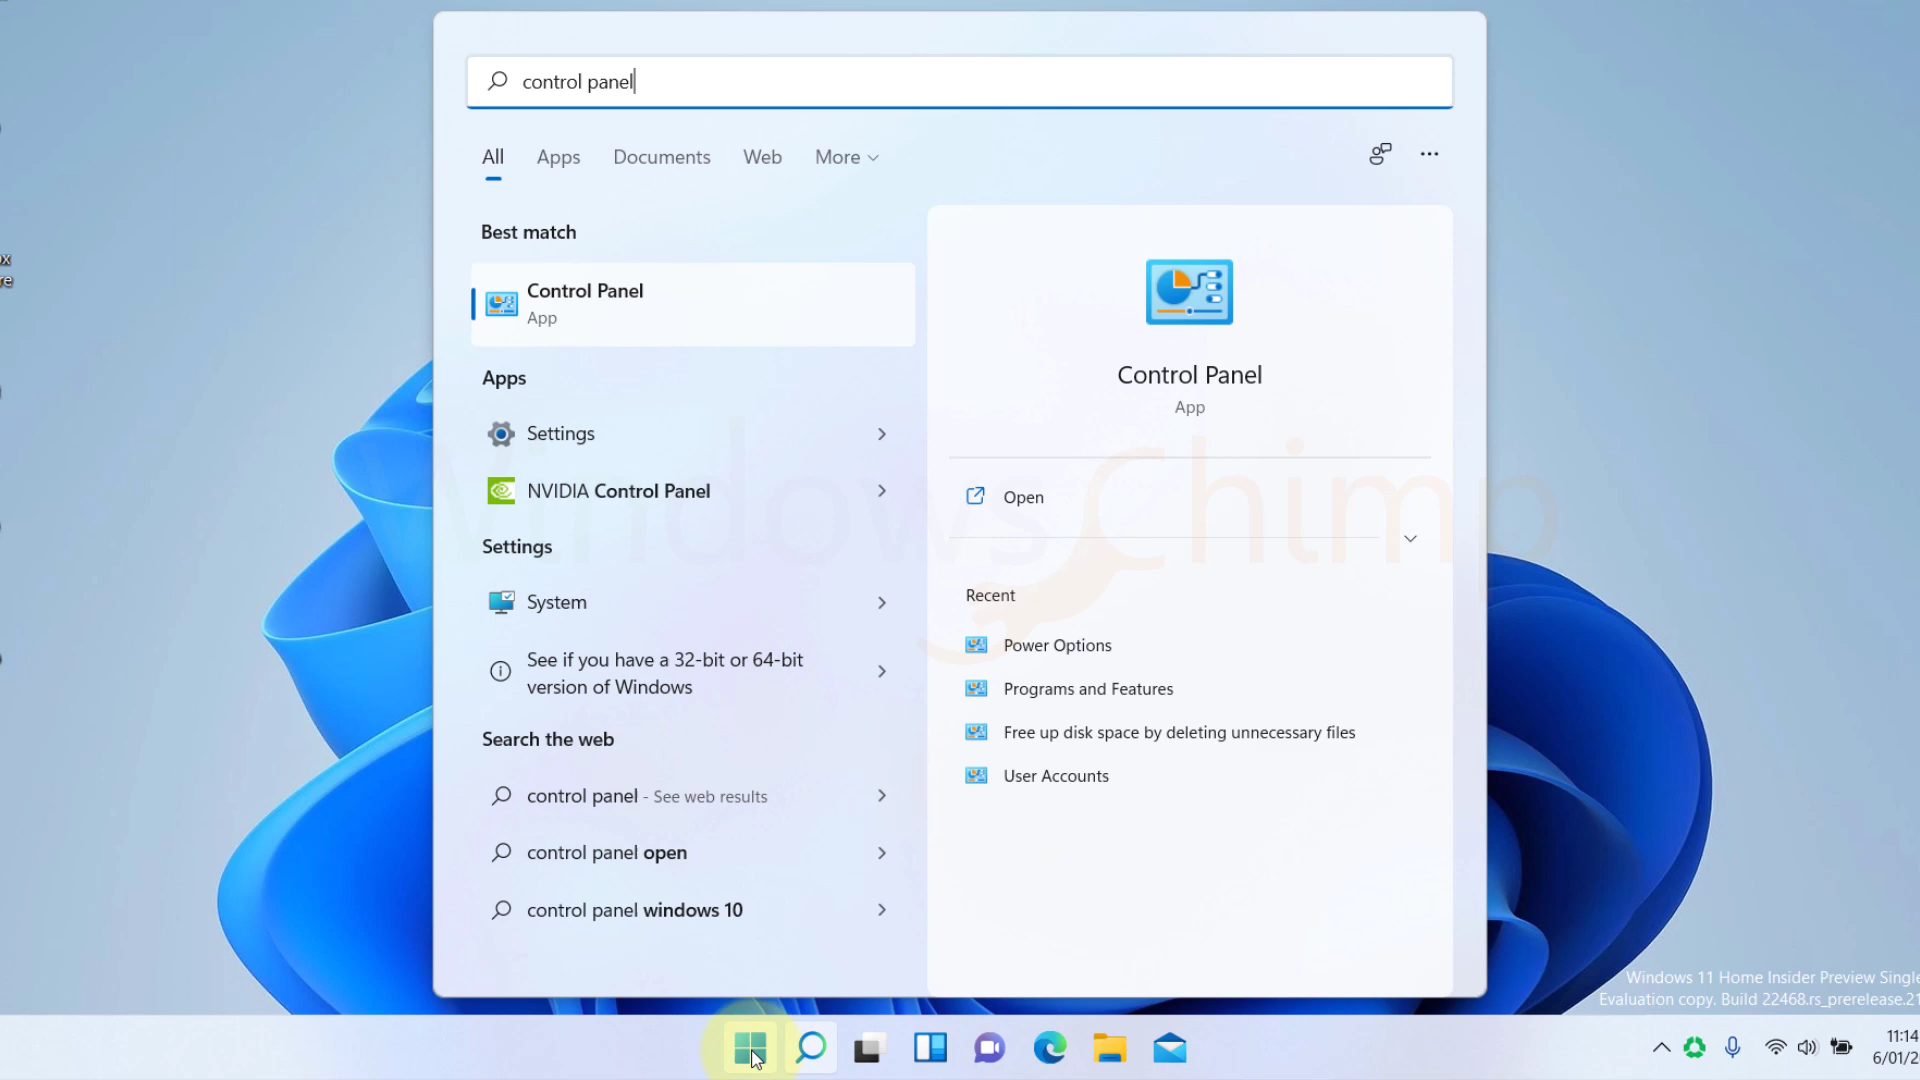 control panel
All Apps Documents Web More
Best match
Control Panel
App
Apps
Settings
NVIDIA Control Panel
Settings
System
See if you have a 32-bit or 64-bit
version of Windows
Search the web
control panel - See web results
control panel open
control panel windows 10
Control Panel
App
Open
Recent
Power Options
Programs and Features
Free up disk space by deleting unnecessary files
User Accounts
WindowsChimp
Windows 11 Home Insider Preview Single
Evaluation copy. Build 22468.rs_prerelease.21
11:14
6/01/2